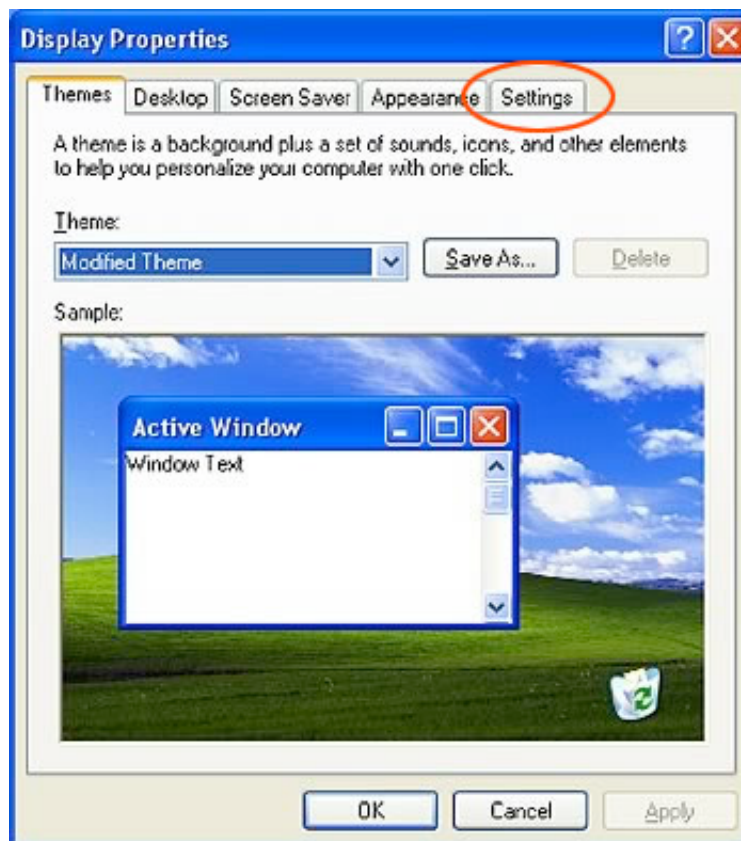 Display Properties
Themes Desktop Screen Saver Appearance Settings
A theme is a background plus a set of sounds, icons, and other elements
to help you personalize your computer with one click.
Theme:
Modified Theme Save As... Delete
Sample:
Active Window
Window Text
OK Cancel Apply